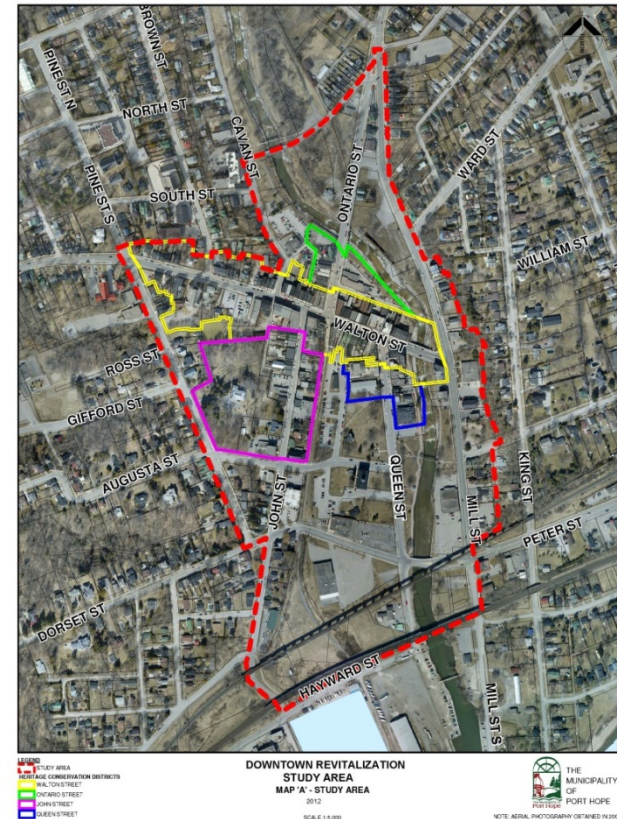 BROWN ST
PINE ST N
NORTH ST
CAVAN ST
ONTARIO ST
WARD ST
SOUTH ST
PINE ST S
WILLIAM ST
WALTON ST
ROSS ST
GIFFORD ST
AUGUSTA ST
JOHN ST
QUEEN ST
MILL ST
KING ST
PETER ST
DORSET ST
HAYWARD ST
MILL ST S
LEGEND
STUDY AREA
HERITAGE CONSERVATION DISTRICTS
WALTON STREET
ONTARIO STREET
JOHN STREET
QUEEN STREET
DOWNTOWN REVITALIZATION
STUDY AREA
MAP 'A' - STUDY AREA
2012
SCALE 1:5,000
THE
MUNICIPALITY
OF
PORT HOPE
Port Hope
NOTE: AERIAL PHOTOGRAPHY OBTAINED IN